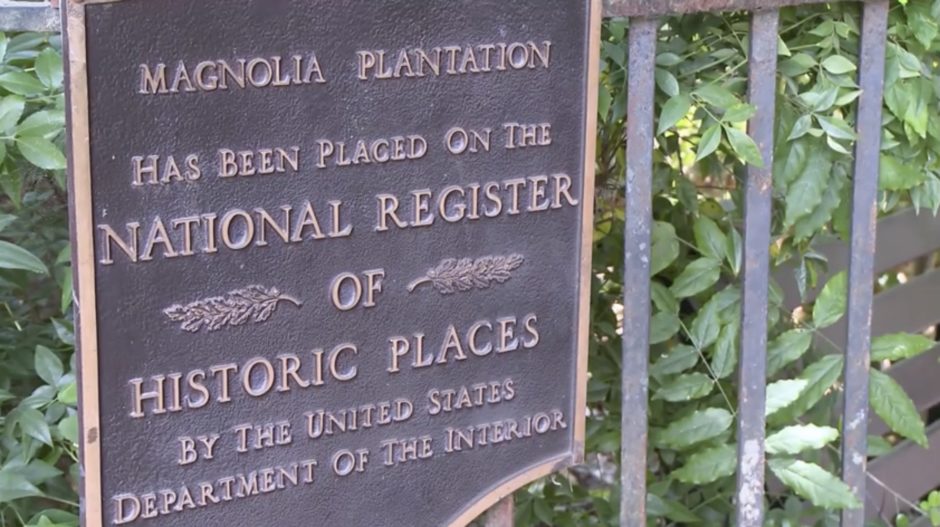 MAGNOLIA PLANTATION
HAS BEEN PLACED ON THE
NATIONAL REGISTER
OF
HISTORIC PLACES
BY THE UNITED STATES
DEPARTMENT OF THE INTERIOR